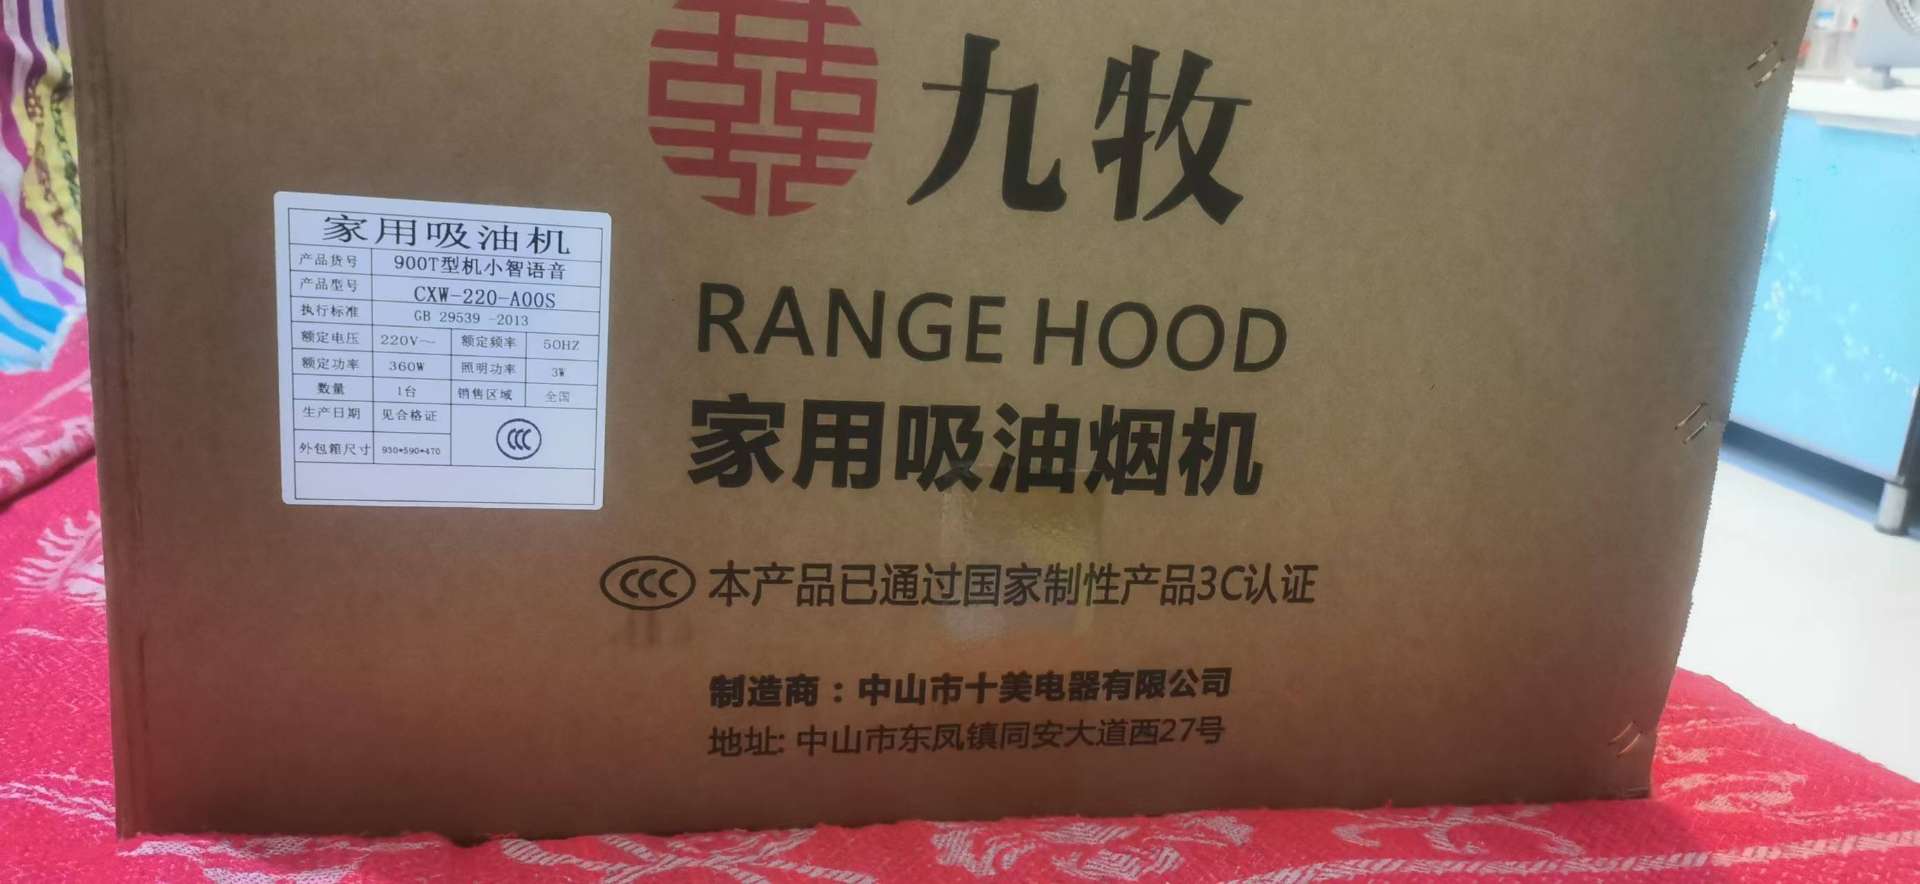 九牧
RANGE HOOD
家用吸油烟机
本产品已通过国家制性产品3C认证
制造商：中山市十美电器有限公司
地址: 中山市东凤镇同安大道西27号
家用吸油机
产品货号 900T型机小智语音
产品型号 CXW-220-A00S
执行标准 GB 29539 -2013
额定电压 220V～ 额定频率 50HZ
额定功率 360W 照明功率 3W
数量 1台 销售区域 全国
生产日期 见合格证
外包箱尺寸 930*590*470